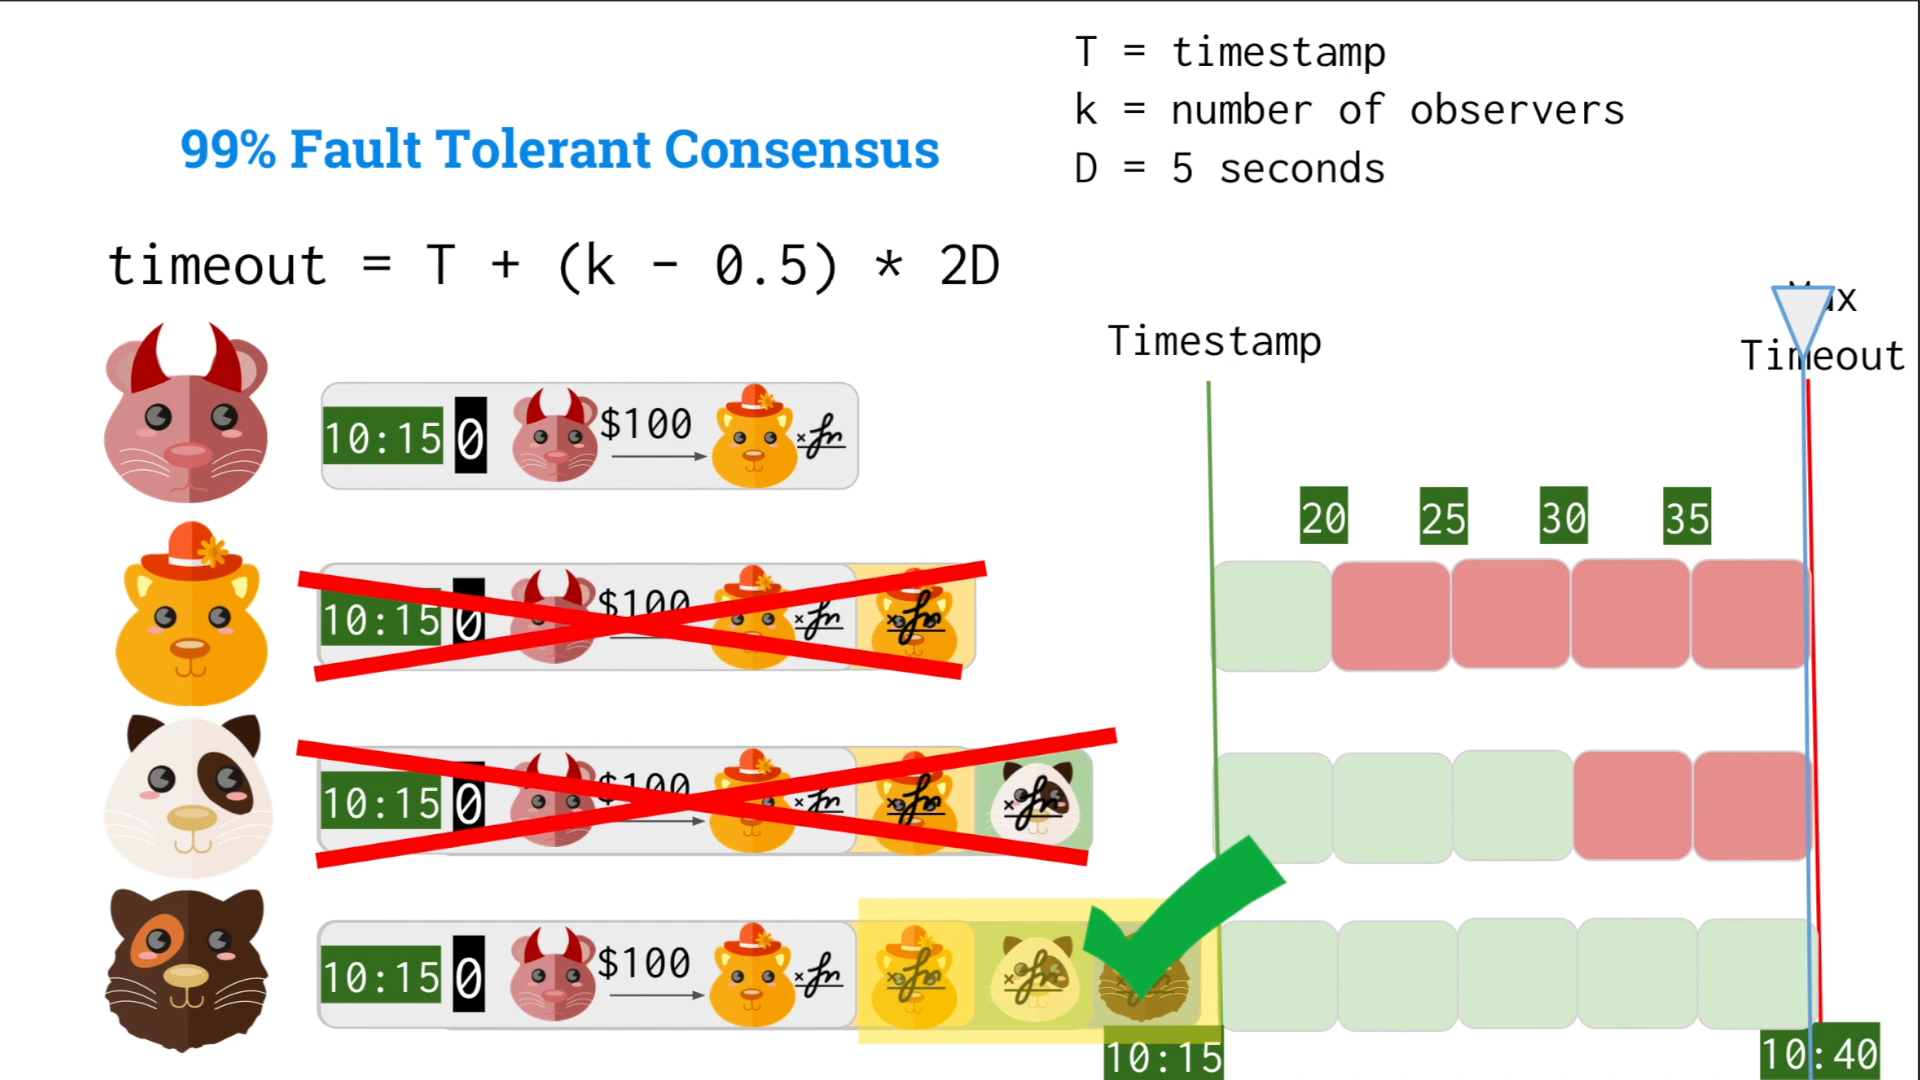 T = timestamp
k = number of observers
D = 5 seconds
99% Fault Tolerant Consensus
timeout = T + (k - 0.5) * 2D
Timestamp
Max
Timeout
10:15 0 $100
20 25 30 35
10:15 0 $100
10:15 0 $100
10:15 0 $100
10:15
10:40